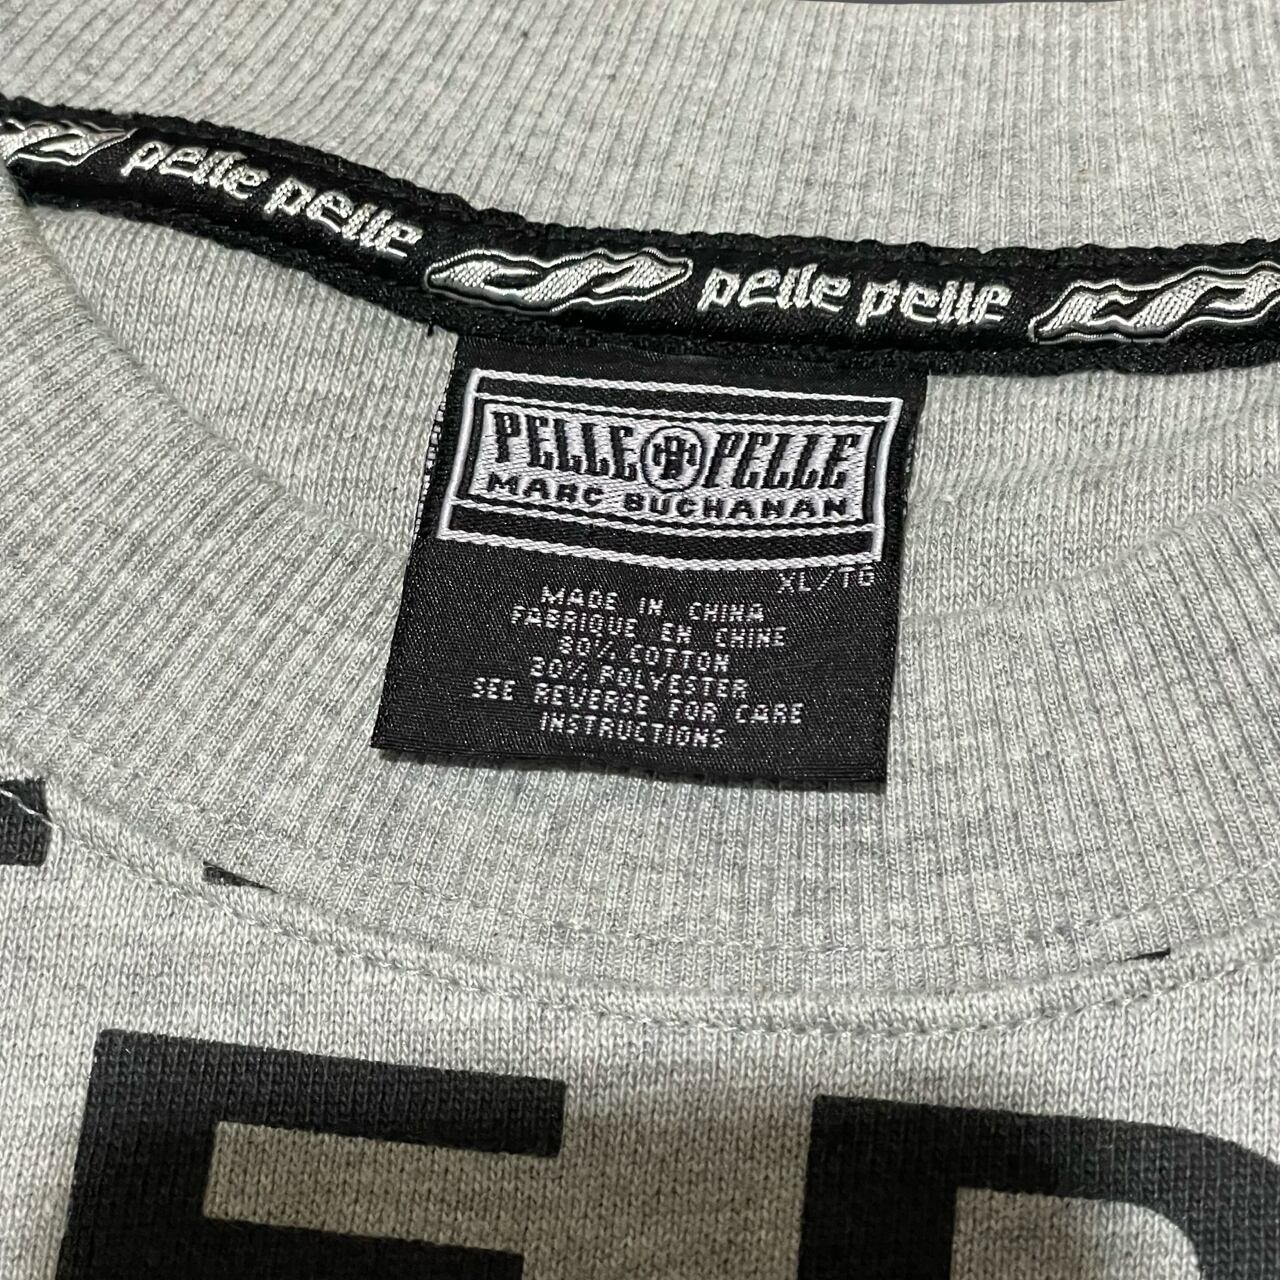 pelle pelle
pelle pelle
PELLE PELLE
MARC BUCHANAN
XL/TG
MADE IN CHINA
FABRIQUE EN CHINE
80% COTTON
20% POLYESTER
SEE REVERSE FOR CARE
INSTRUCTIONS